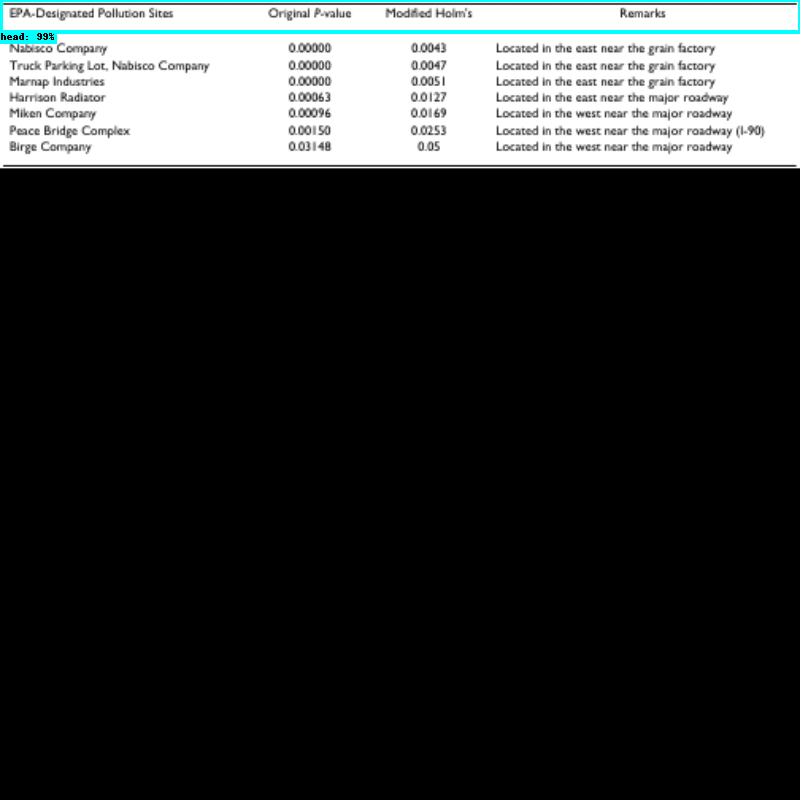 EPA-Designated Pollution Sites Original P-value Modified Holm's Remarks
head: 99%
Nabisco Company 0.00000 0.0043 Located in the east near the grain factory
Truck Parking Lot, Nabisco Company 0.00000 0.0047 Located in the east near the grain factory
Marnap Industries 0.00000 0.0051 Located in the east near the grain factory
Harrison Radiator 0.00063 0.0127 Located in the east near the major roadway
Miken Company 0.00096 0.0169 Located in the west near the major roadway
Peace Bridge Complex 0.00150 0.0253 Located in the west near the major roadway (I-90)
Birge Company 0.03148 0.05 Located in the west near the major roadway